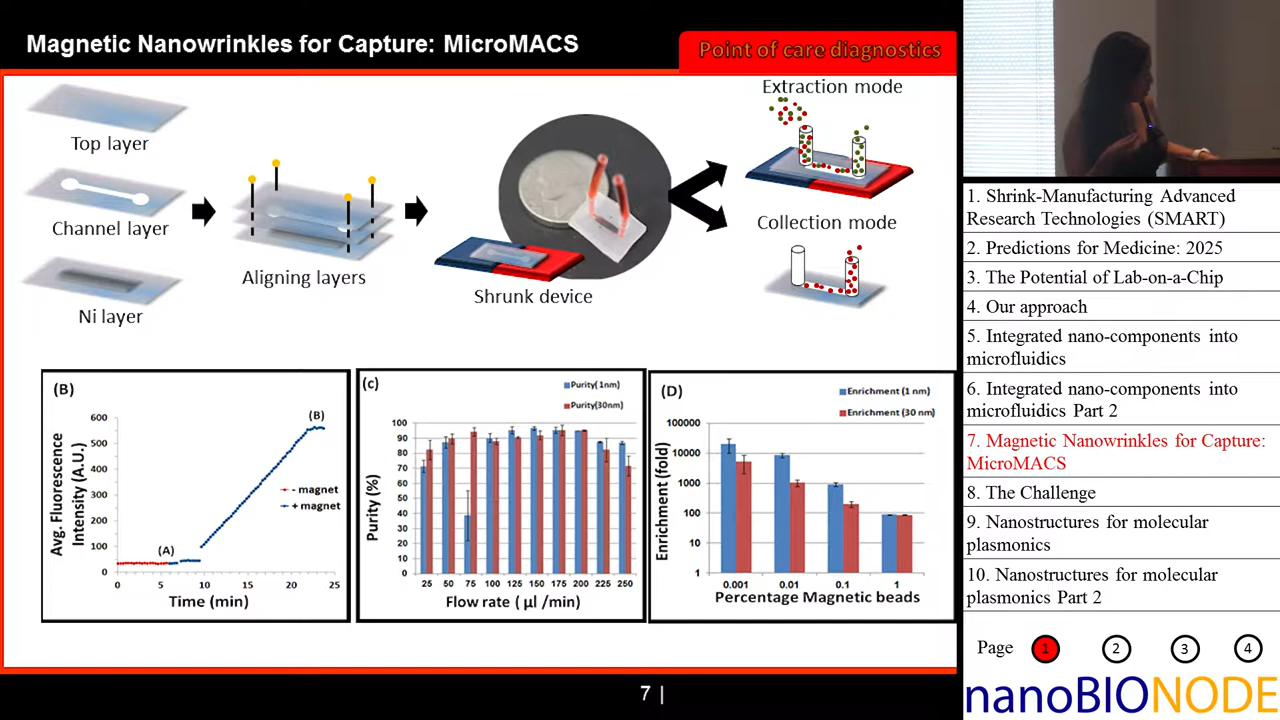 Magnetic Nanowrinkles for Capture: MicroMACS
Point of care diagnostics
Top layer
Channel layer
Ni layer
Aligning layers
Shrunk device
Extraction mode
Collection mode
(B)
600
500
400
300
200
100
0
Avg. Fluorescence
Intensity (A.U.)
(B)
- magnet
+ magnet
(A)
0 5 10 15 20 25
Time (min)
(c)
Purity(1nm)
Purity(30nm)
100
90
80
70
60
50
40
30
20
10
0
Purity (%)
25 50 75 100 125 150 175 200 225 250
Flow rate ( µl /min)
(D)
Enrichment (1 nm)
Enrichment (30 nm)
100000
10000
1000
100
10
1
Enrichment (fold)
0.001 0.01 0.1 1
Percentage Magnetic beads
7 |
1. Shrink-Manufacturing Advanced
Research Technologies (SMART)
2. Predictions for Medicine: 2025
3. The Potential of Lab-on-a-Chip
4. Our approach
5. Integrated nano-components into
microfluidics
6. Integrated nano-components into
microfluidics Part 2
7. Magnetic Nanowrinkles for Capture:
MicroMACS
8. The Challenge
9. Nanostructures for molecular
plasmonics
10. Nanostructures for molecular
plasmonics Part 2
Page 1 2 3 4
nanoBIONODE